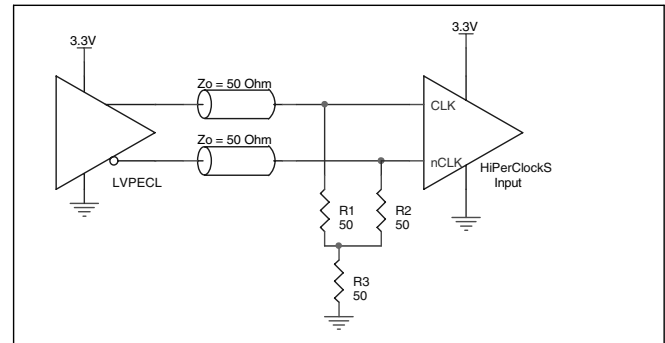 3.3V
3.3V
Zo = 50 Ohm
CLK
Zo = 50 Ohm
nCLK
LVPECL
HiPerClockS
Input
R1
50
R2
50
R3
50